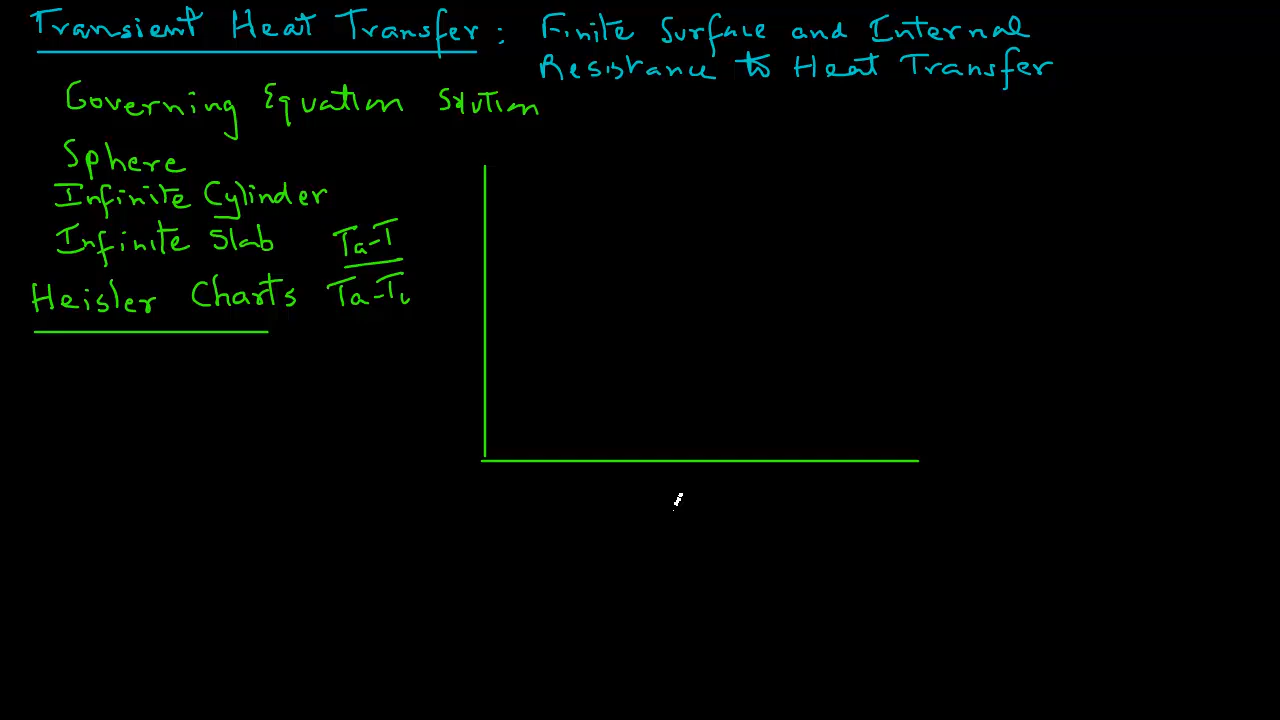 Transient Heat Transfer : Finite Surface and Internal
Resistance to Heat Transfer
Governing Equation Solution
Sphere
Infinite Cylinder
Infinite Slab
Heisler Charts
Ta-T
Ta-Ti